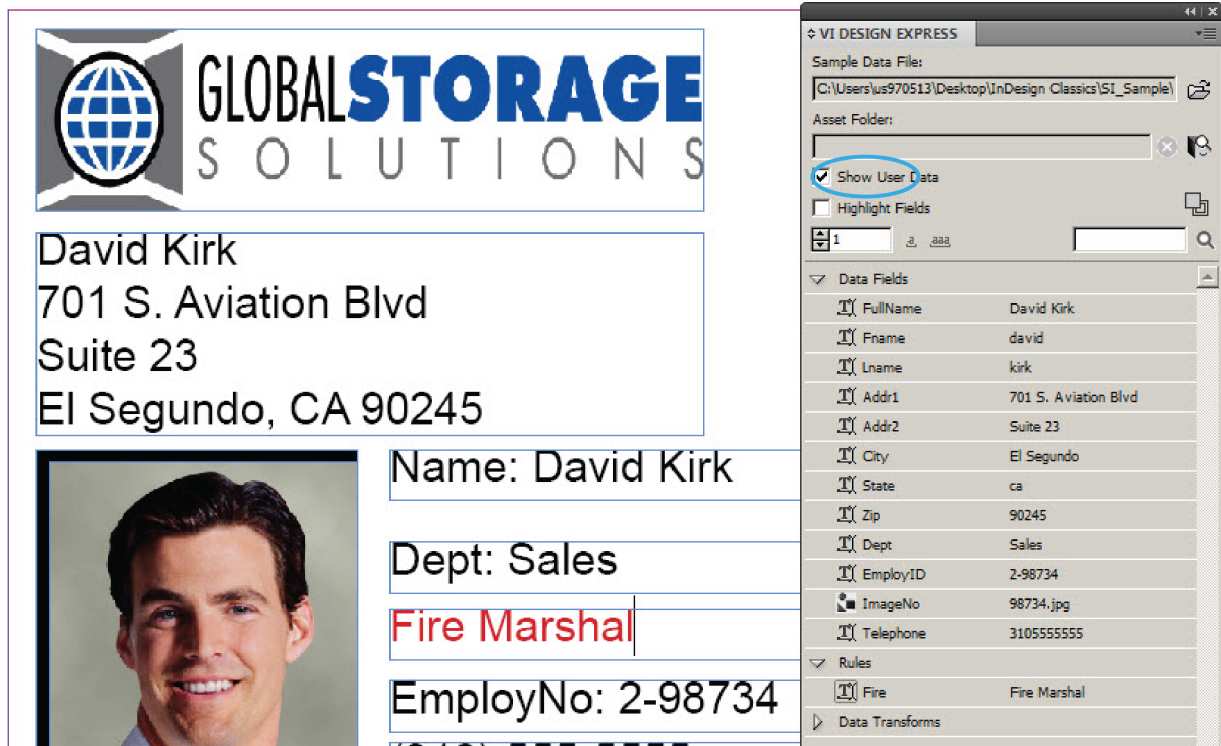 GLOBALSTORAGE
SOLUTIONS
David Kirk
701 S. Aviation Blvd
Suite 23
El Segundo, CA 90245
Name: David Kirk
Dept: Sales
Fire Marshal
EmployNo: 2-98734
VI DESIGN EXPRESS
Sample Data File:
C:\Users\us970513\Desktop\InDesign Classics\SI_Sample\
Asset Folder:
Show User Data
Highlight Fields
1 a aaa
Data Fields
FullName David Kirk
Fname david
Lname kirk
Addr1 701 S. Aviation Blvd
Addr2 Suite 23
City El Segundo
State ca
Zip 90245
Dept Sales
EmployID 2-98734
ImageNo 98734.jpg
Telephone 3105555555
Rules
Fire Fire Marshal
Data Transforms